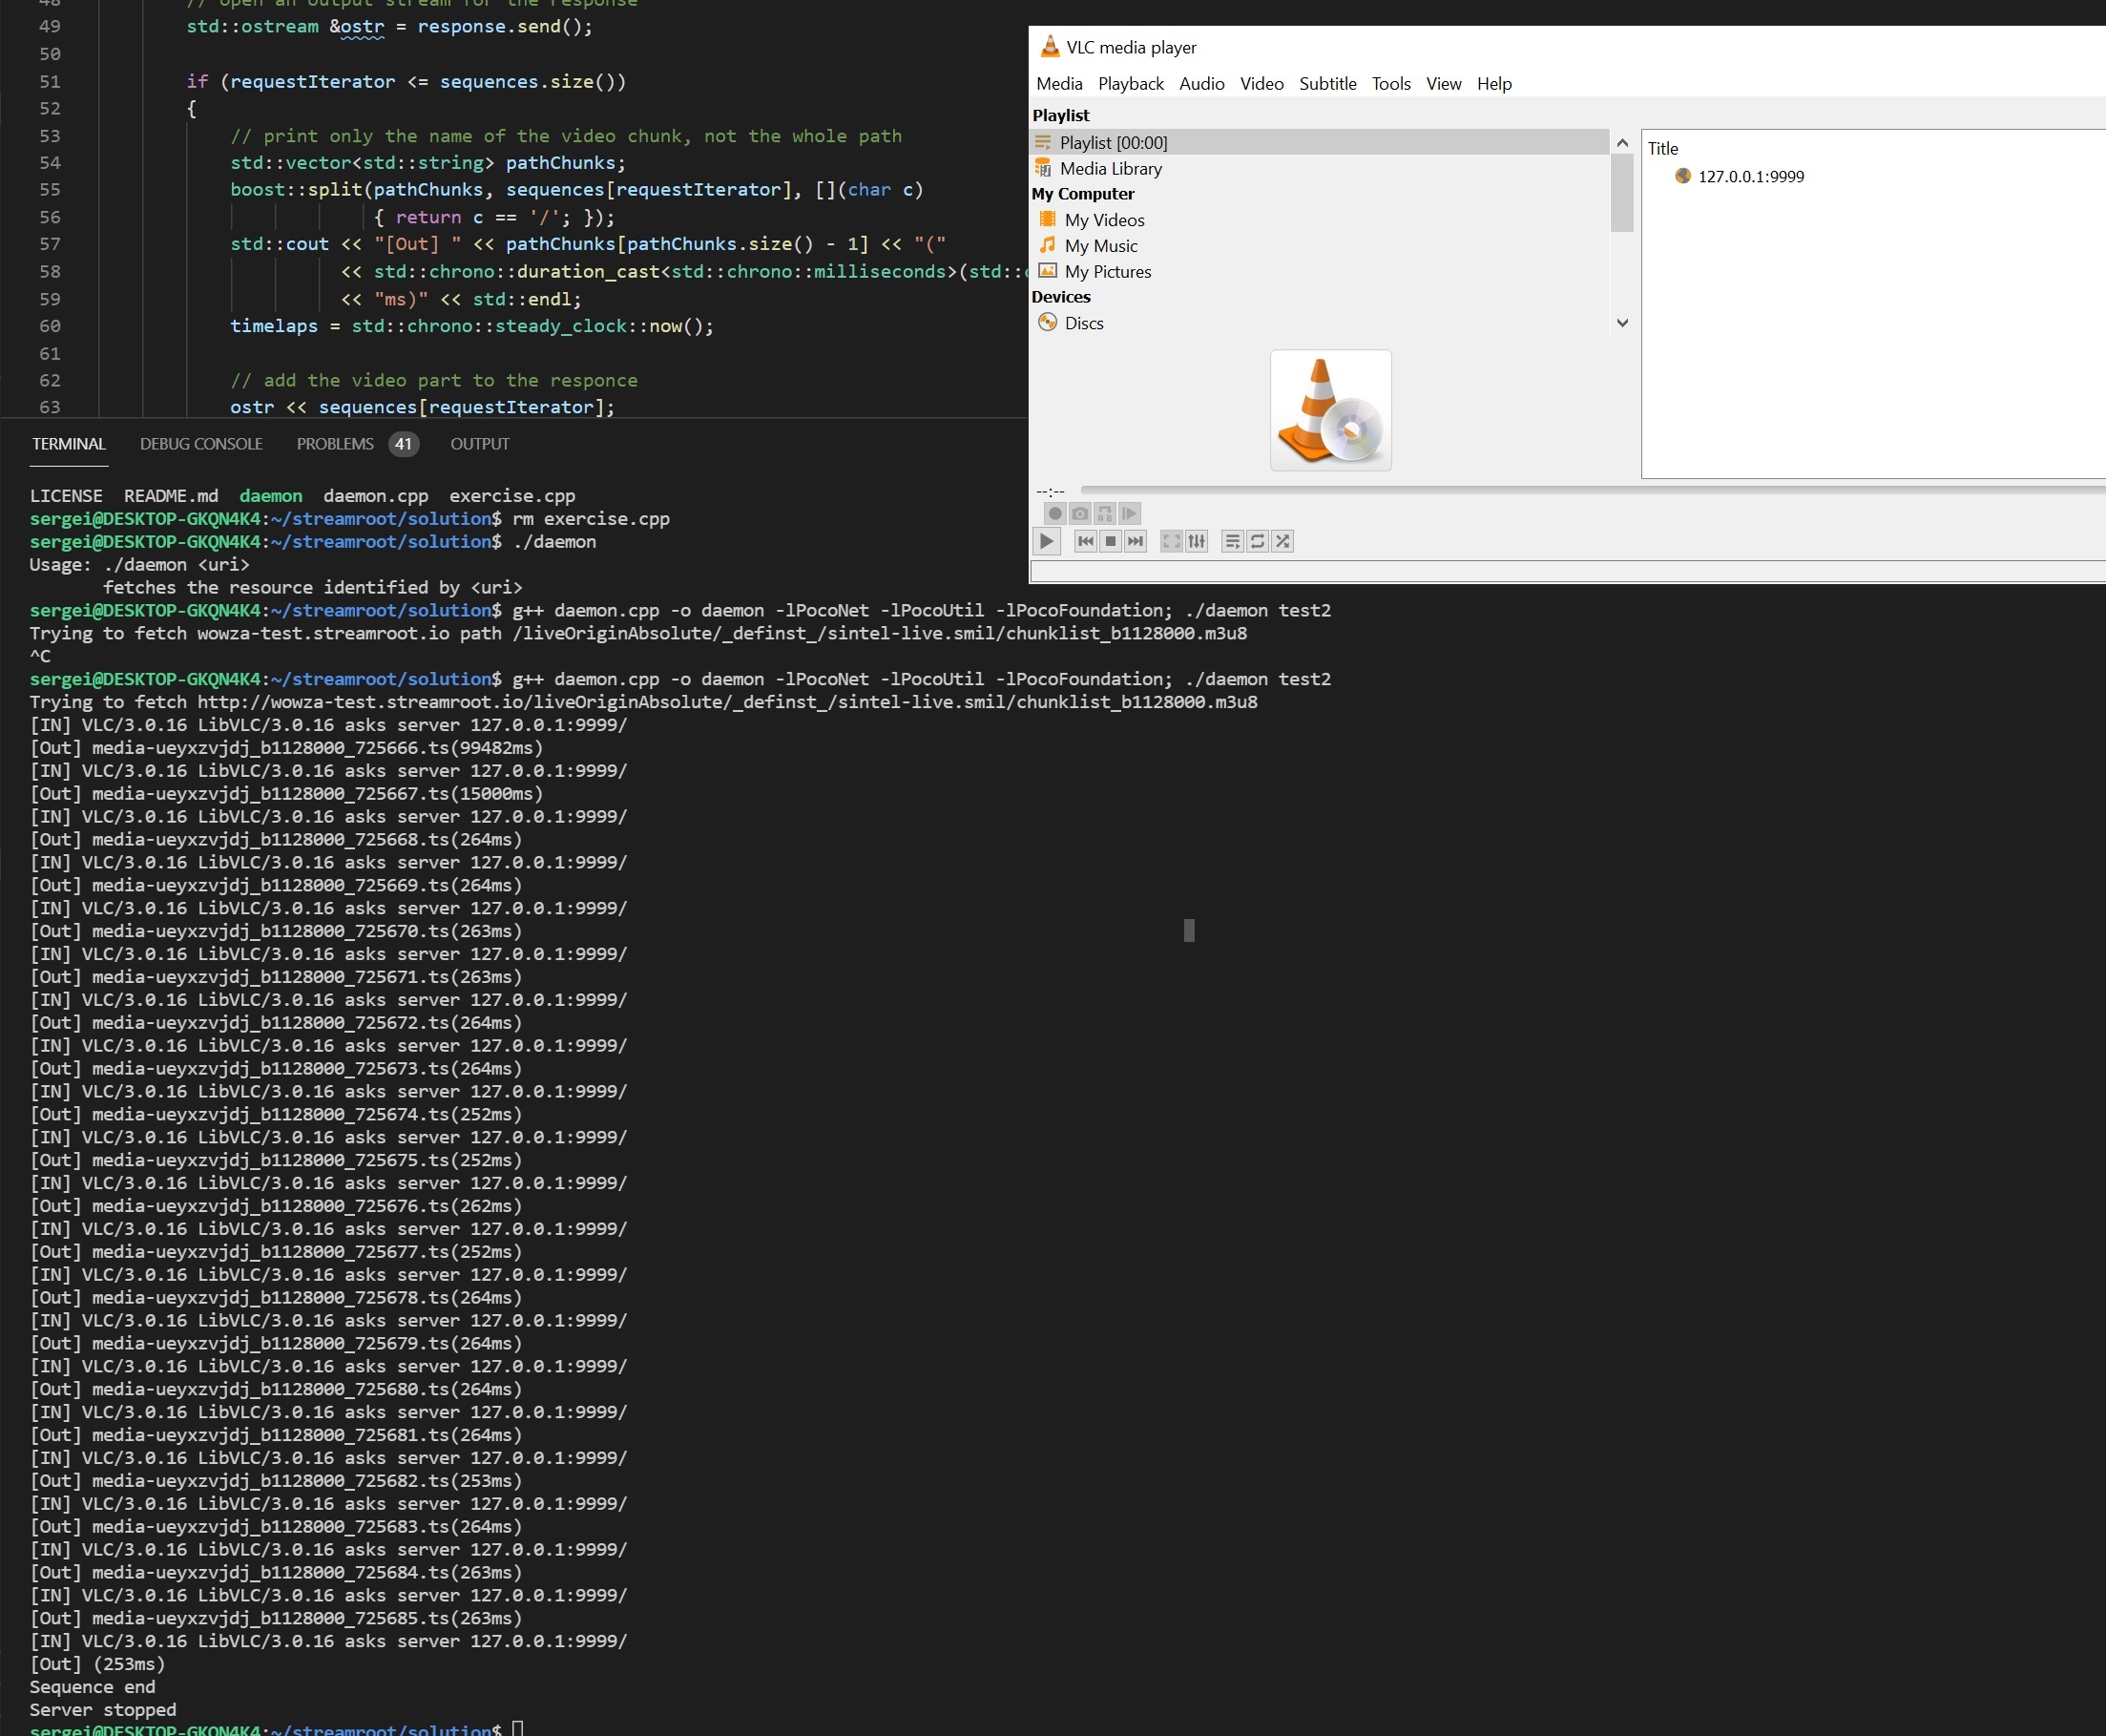 48 // open an output stream for the response
49 std::ostream &ostr = response.send();
50
51 if (requestIterator <= sequences.size())
52 {
53 // print only the name of the video chunk, not the whole path
54 std::vector<std::string> pathChunks;
55 boost::split(pathChunks, sequences[requestIterator], [](char c)
56 { return c == '/'; });
57 std::cout << "[Out] " << pathChunks[pathChunks.size() - 1] << "("
58 << std::chrono::duration_cast<std::chrono::milliseconds>(std::
59 << "ms)" << std::endl;
60 timelaps = std::chrono::steady_clock::now();
61
62 // add the video part to the responce
63 ostr << sequences[requestIterator];
VLC media player
Media Playback Audio Video Subtitle Tools View Help
Playlist
Playlist [00:00]
Media Library
My Computer
My Videos
My Music
My Pictures
Devices
Discs
Title
127.0.0.1:9999
--:--
TERMINAL DEBUG CONSOLE PROBLEMS 41 OUTPUT
LICENSE README.md daemon daemon.cpp exercise.cpp
sergei@DESKTOP-GKQN4K4:~/streamroot/solution$ rm exercise.cpp
sergei@DESKTOP-GKQN4K4:~/streamroot/solution$ ./daemon
Usage: ./daemon <uri>
fetches the resource identified by <uri>
sergei@DESKTOP-GKQN4K4:~/streamroot/solution$ g++ daemon.cpp -o daemon -lPocoNet -lPocoUtil -lPocoFoundation; ./daemon test2
Trying to fetch wowza-test.streamroot.io path /liveOriginAbsolute/_definst_/sintel-live.smil/chunklist_b1128000.m3u8
^C
sergei@DESKTOP-GKQN4K4:~/streamroot/solution$ g++ daemon.cpp -o daemon -lPocoNet -lPocoUtil -lPocoFoundation; ./daemon test2
Trying to fetch http://wowza-test.streamroot.io/liveOriginAbsolute/_definst_/sintel-live.smil/chunklist_b1128000.m3u8
[IN] VLC/3.0.16 LibVLC/3.0.16 asks server 127.0.0.1:9999/
[Out] media-ueyxzvjdj_b1128000_725666.ts(99482ms)
[IN] VLC/3.0.16 LibVLC/3.0.16 asks server 127.0.0.1:9999/
[Out] media-ueyxzvjdj_b1128000_725667.ts(15000ms)
[IN] VLC/3.0.16 LibVLC/3.0.16 asks server 127.0.0.1:9999/
[Out] media-ueyxzvjdj_b1128000_725668.ts(264ms)
[IN] VLC/3.0.16 LibVLC/3.0.16 asks server 127.0.0.1:9999/
[Out] media-ueyxzvjdj_b1128000_725669.ts(264ms)
[IN] VLC/3.0.16 LibVLC/3.0.16 asks server 127.0.0.1:9999/
[Out] media-ueyxzvjdj_b1128000_725670.ts(263ms)
[IN] VLC/3.0.16 LibVLC/3.0.16 asks server 127.0.0.1:9999/
[Out] media-ueyxzvjdj_b1128000_725671.ts(263ms)
[IN] VLC/3.0.16 LibVLC/3.0.16 asks server 127.0.0.1:9999/
[Out] media-ueyxzvjdj_b1128000_725672.ts(264ms)
[IN] VLC/3.0.16 LibVLC/3.0.16 asks server 127.0.0.1:9999/
[Out] media-ueyxzvjdj_b1128000_725673.ts(264ms)
[IN] VLC/3.0.16 LibVLC/3.0.16 asks server 127.0.0.1:9999/
[Out] media-ueyxzvjdj_b1128000_725674.ts(252ms)
[IN] VLC/3.0.16 LibVLC/3.0.16 asks server 127.0.0.1:9999/
[Out] media-ueyxzvjdj_b1128000_725675.ts(252ms)
[IN] VLC/3.0.16 LibVLC/3.0.16 asks server 127.0.0.1:9999/
[Out] media-ueyxzvjdj_b1128000_725676.ts(262ms)
[IN] VLC/3.0.16 LibVLC/3.0.16 asks server 127.0.0.1:9999/
[Out] media-ueyxzvjdj_b1128000_725677.ts(252ms)
[IN] VLC/3.0.16 LibVLC/3.0.16 asks server 127.0.0.1:9999/
[Out] media-ueyxzvjdj_b1128000_725678.ts(264ms)
[IN] VLC/3.0.16 LibVLC/3.0.16 asks server 127.0.0.1:9999/
[Out] media-ueyxzvjdj_b1128000_725679.ts(264ms)
[IN] VLC/3.0.16 LibVLC/3.0.16 asks server 127.0.0.1:9999/
[Out] media-ueyxzvjdj_b1128000_725680.ts(264ms)
[IN] VLC/3.0.16 LibVLC/3.0.16 asks server 127.0.0.1:9999/
[Out] media-ueyxzvjdj_b1128000_725681.ts(264ms)
[IN] VLC/3.0.16 LibVLC/3.0.16 asks server 127.0.0.1:9999/
[Out] media-ueyxzvjdj_b1128000_725682.ts(253ms)
[IN] VLC/3.0.16 LibVLC/3.0.16 asks server 127.0.0.1:9999/
[Out] media-ueyxzvjdj_b1128000_725683.ts(264ms)
[IN] VLC/3.0.16 LibVLC/3.0.16 asks server 127.0.0.1:9999/
[Out] media-ueyxzvjdj_b1128000_725684.ts(263ms)
[IN] VLC/3.0.16 LibVLC/3.0.16 asks server 127.0.0.1:9999/
[Out] media-ueyxzvjdj_b1128000_725685.ts(263ms)
[IN] VLC/3.0.16 LibVLC/3.0.16 asks server 127.0.0.1:9999/
[Out] (253ms)
Sequence end
Server stopped
sergei@DESKTOP-GKQN4K4:~/streamroot/solution$